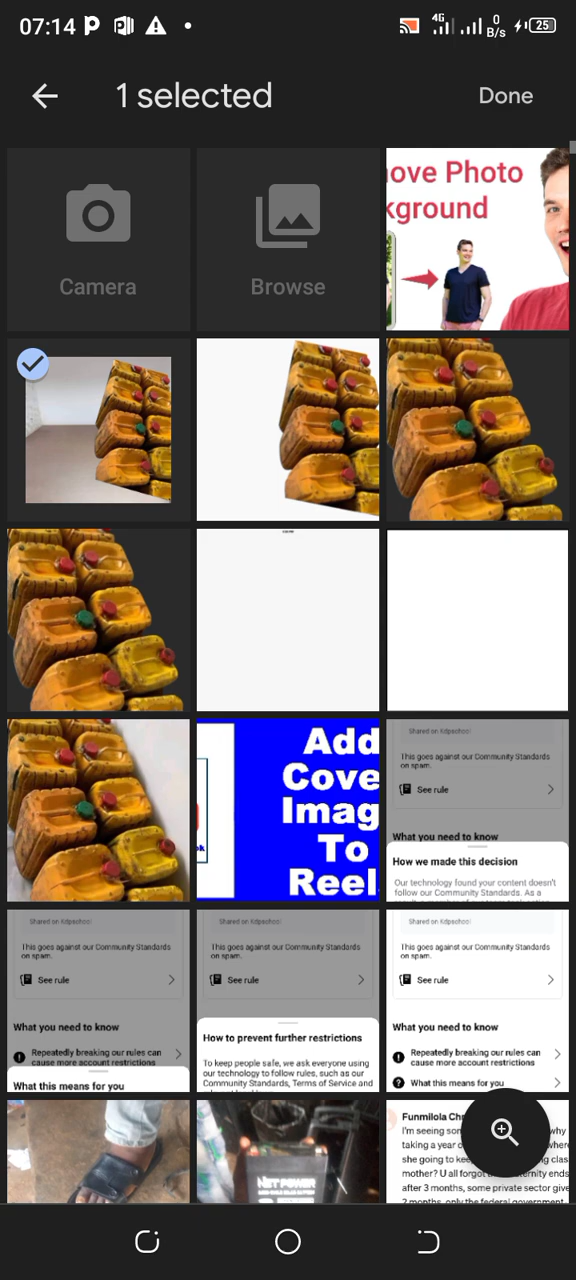 07:14
4G
0
B/s
25
1 selected
Done
Camera
Browse
ove Photo
kground
Add
Cove
Imag
To
Reel
ok
Shared on Kdpschool
This goes against our Community Standards
on spam.
See rule
What you need to know
How we made this decision
Our technology found your content doesn't
follow our Community Standards. As a
Shared on Kdpschool
This goes against our Community Standards
on spam.
See rule
What you need to know
Repeatedly breaking our rules can
cause more account restrictions
What this means for you
Shared on Kdpschool
This goes against our Community Standards
on spam.
See rule
How to prevent further restrictions
To keep people safe, we ask everyone using
our technology to follow rules, such as our
Community Standards, Terms of Service and
This goes against our Community Standards
on spam.
See rule
What you need to know
Repeatedly breaking our rules can
cause more account restrictions
What this means for you
NET POWER
Funmilola
I'm seeing why
taking a year
she going to clas
mother? U all forgot ends
after 3 months, some private sector give
2 months, only the federal government